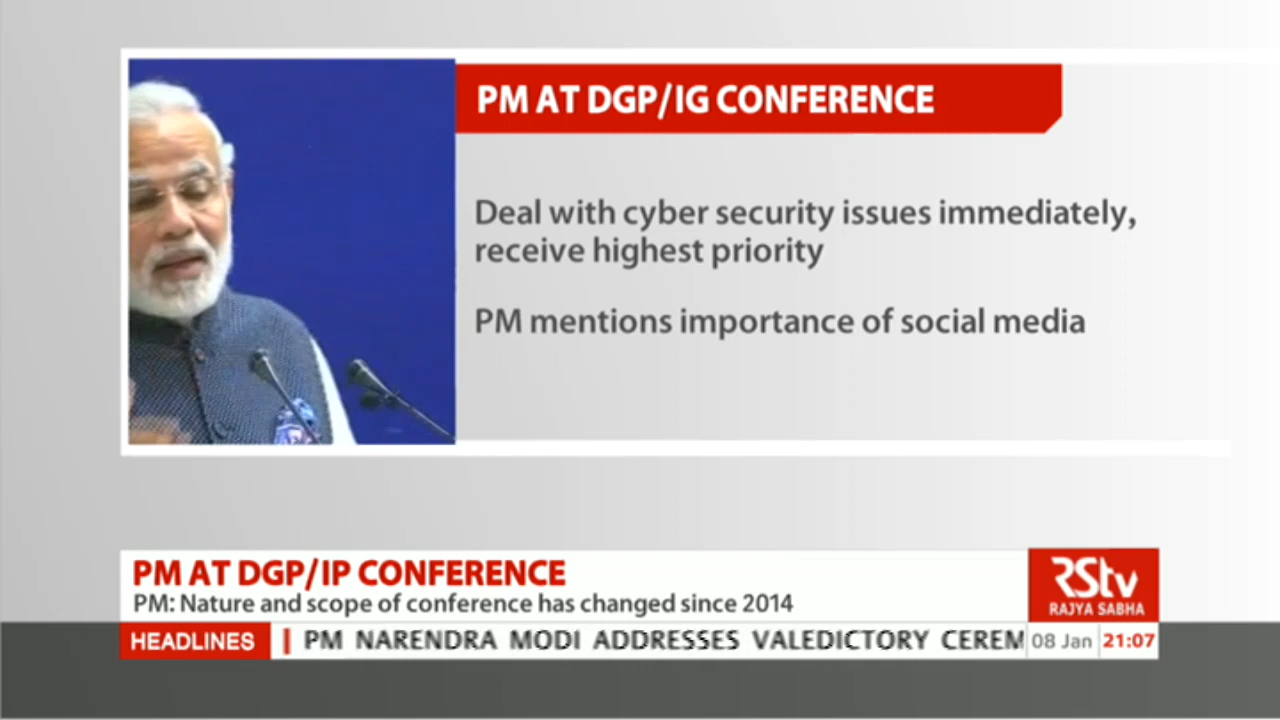 PM AT DGP/IG CONFERENCE
Deal with cyber security issues immediately,
receive highest priority
PM mentions importance of social media
PM AT DGP/IP CONFERENCE
PM: Nature and scope of conference has changed since 2014
RStv
RAJYA SABHA
HEADLINES
PM NARENDRA MODI ADDRESSES VALEDICTORY CEREM
08 Jan
21:07